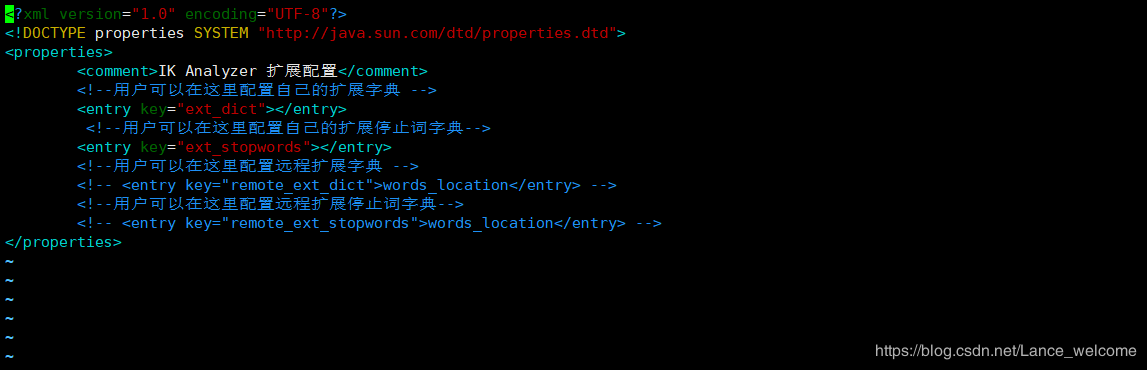 <?xml version="1.0" encoding="UTF-8"?>
<!DOCTYPE properties SYSTEM "http://java.sun.com/dtd/properties.dtd">
<properties>
        <comment>IK Analyzer 扩展配置</comment>
        <!--用户可以在这里配置自己的扩展字典 -->
        <entry key="ext_dict"></entry>
         <!--用户可以在这里配置自己的扩展停止词字典-->
        <entry key="ext_stopwords"></entry>
        <!--用户可以在这里配置远程扩展字典 -->
        <!-- <entry key="remote_ext_dict">words_location</entry> -->
        <!--用户可以在这里配置远程扩展停止词字典-->
        <!-- <entry key="remote_ext_stopwords">words_location</entry> -->
</properties>
~
~
~
~
~
~
https://blog.csdn.net/Lance_welcome